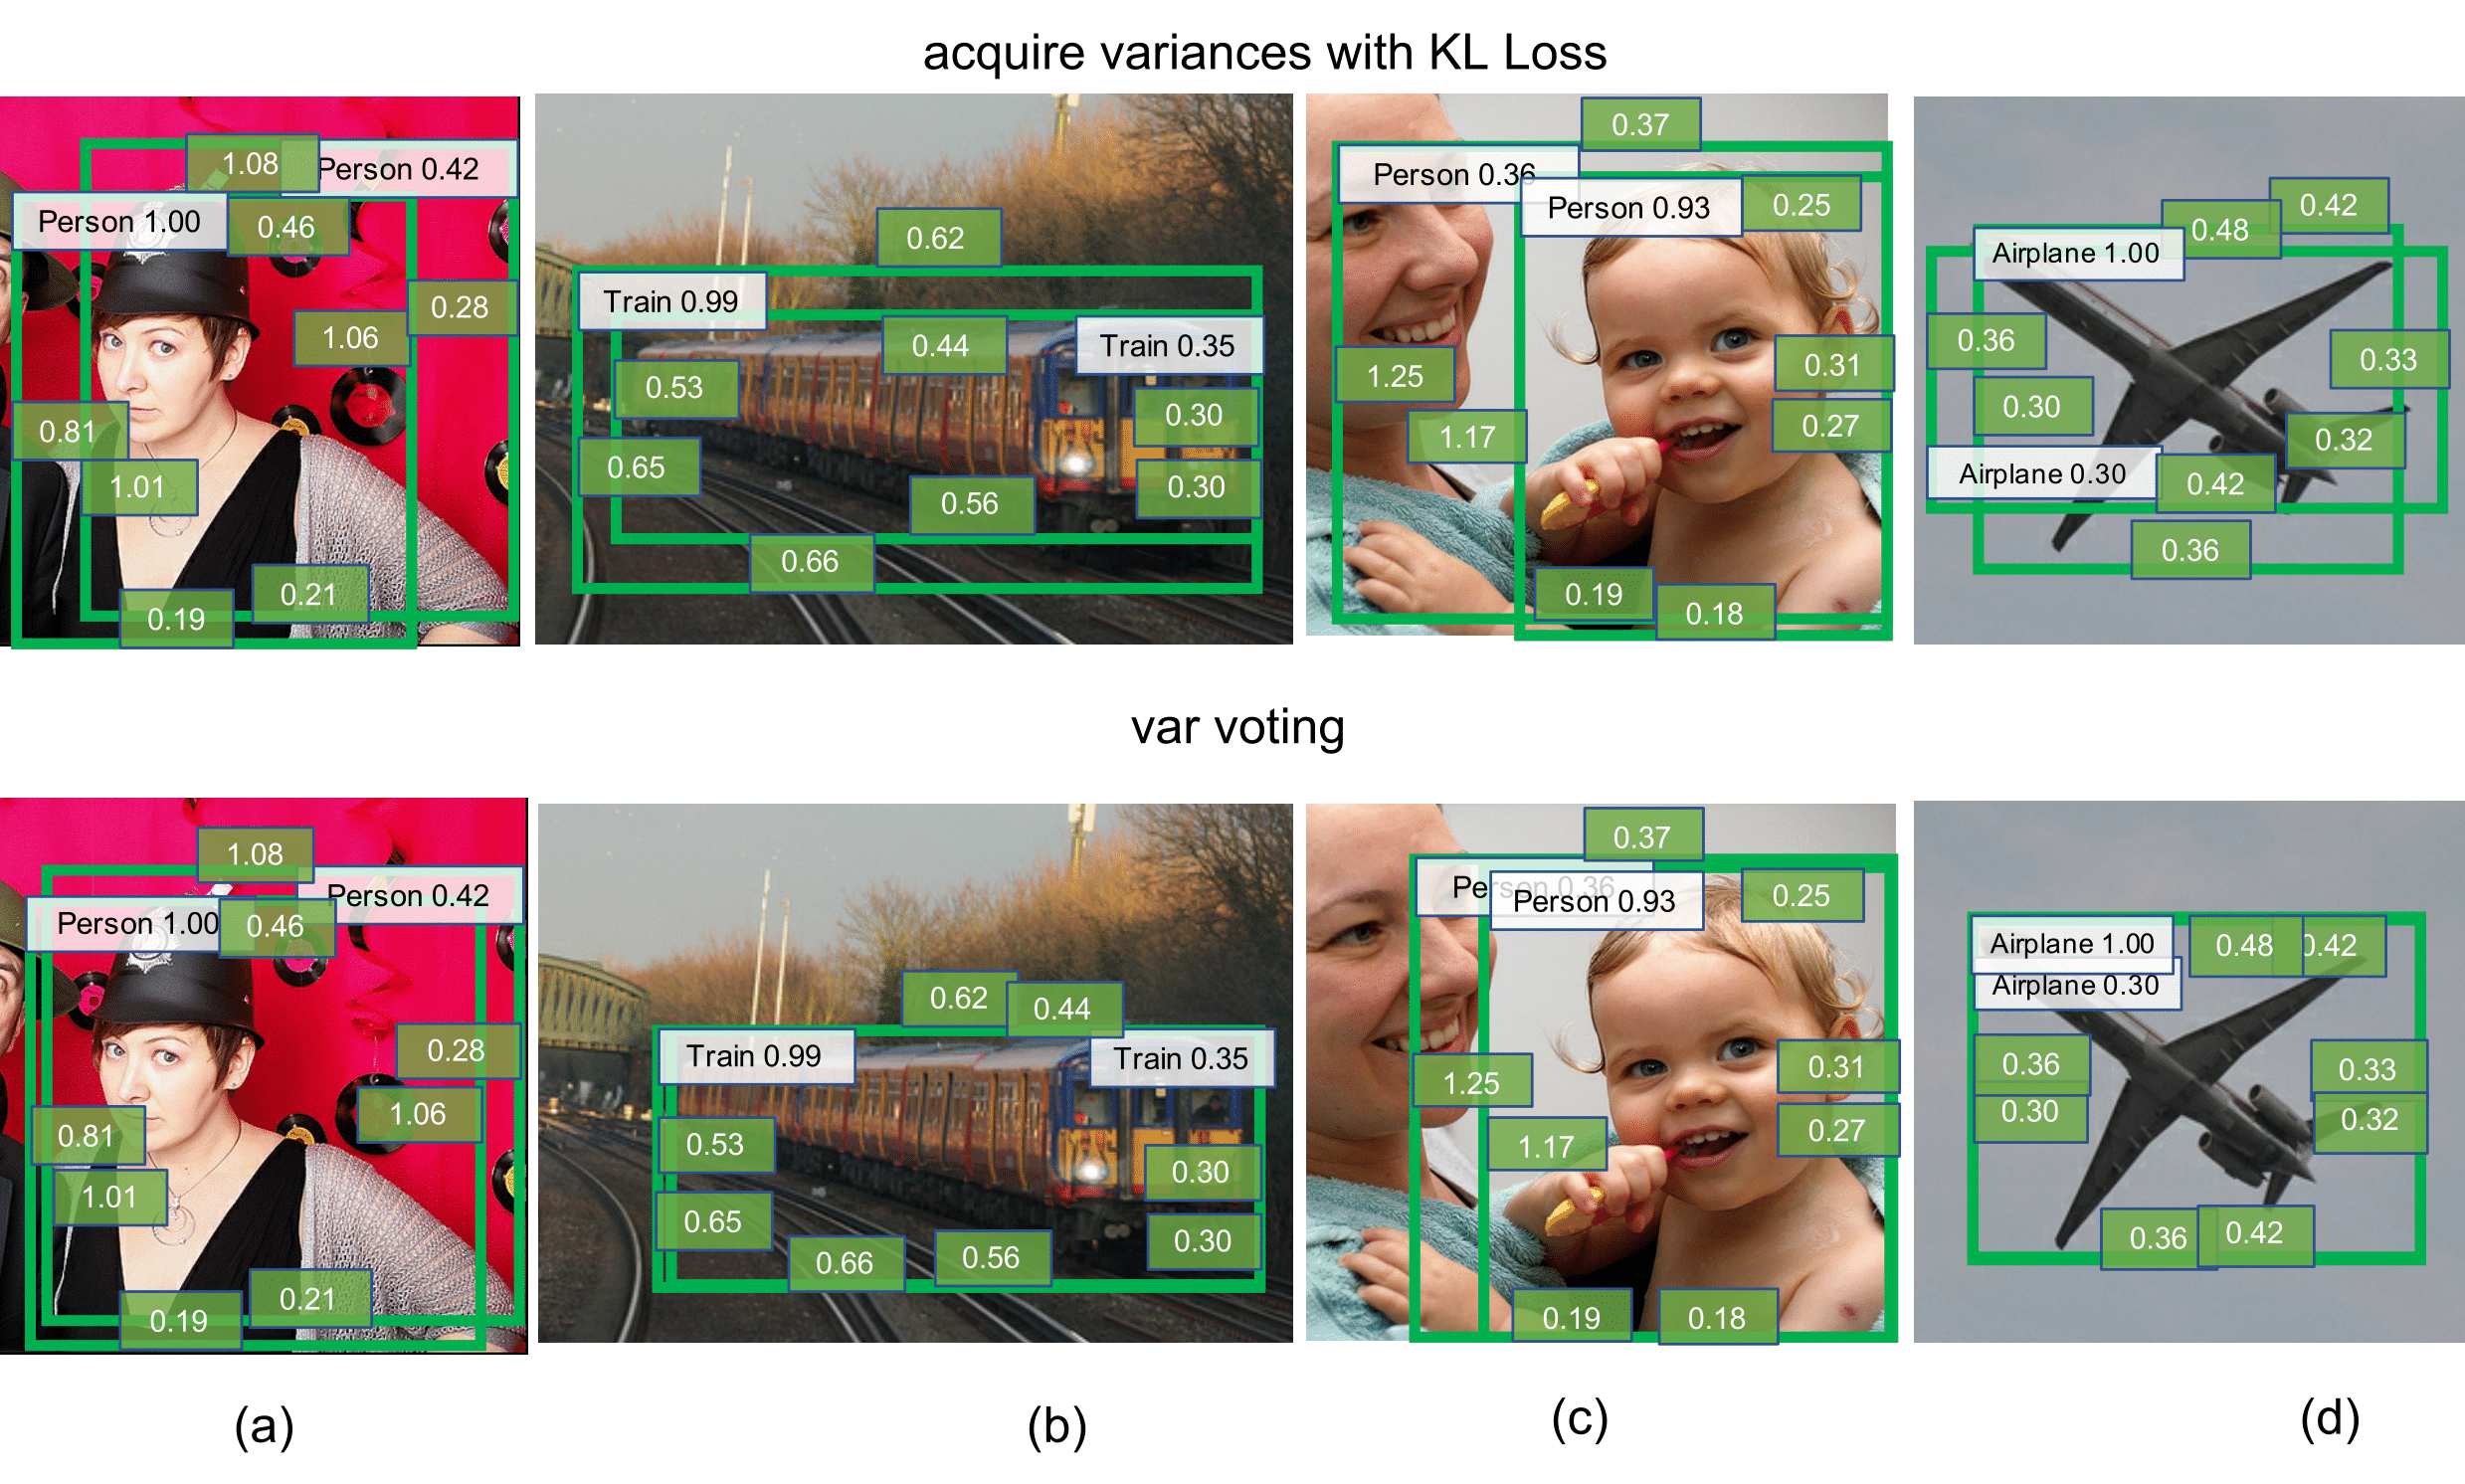 acquire variances with KL Loss
1.08
Person 0.42
Person 1.00
0.46
0.28
1.06
0.81
1.01
0.21
0.19
0.62
Train 0.99
0.44
Train 0.35
0.53
0.30
0.65
0.30
0.56
0.66
0.37
Person 0.36
Person 0.93
0.25
0.31
1.25
0.27
1.17
0.19
0.18
0.42
0.48
Airplane 1.00
0.36
0.33
0.30
0.32
Airplane 0.30
0.42
0.36
var voting
1.08
Person 0.42
Person 1.00
0.46
0.28
1.06
0.81
1.01
0.21
0.19
0.62
0.44
Train 0.99
Train 0.35
0.53
0.30
0.65
0.30
0.56
0.66
0.37
Person 0.36
Person 0.93
0.25
0.31
1.25
0.27
1.17
0.19
0.18
Airplane 1.00
0.48
0.42
Airplane 0.30
0.36
0.33
0.30
0.32
0.36
0.42
(a)
(b)
(c)
(d)